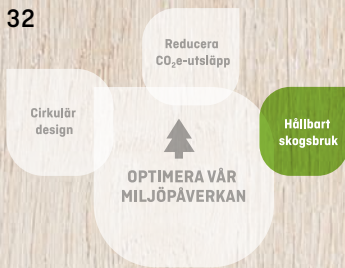 32
Reducera
CO₂e-utsläpp
Cirkulär
design
Hållbart
skogsbruk
OPTIMERA VÅR
MILJÖPÅVERKAN